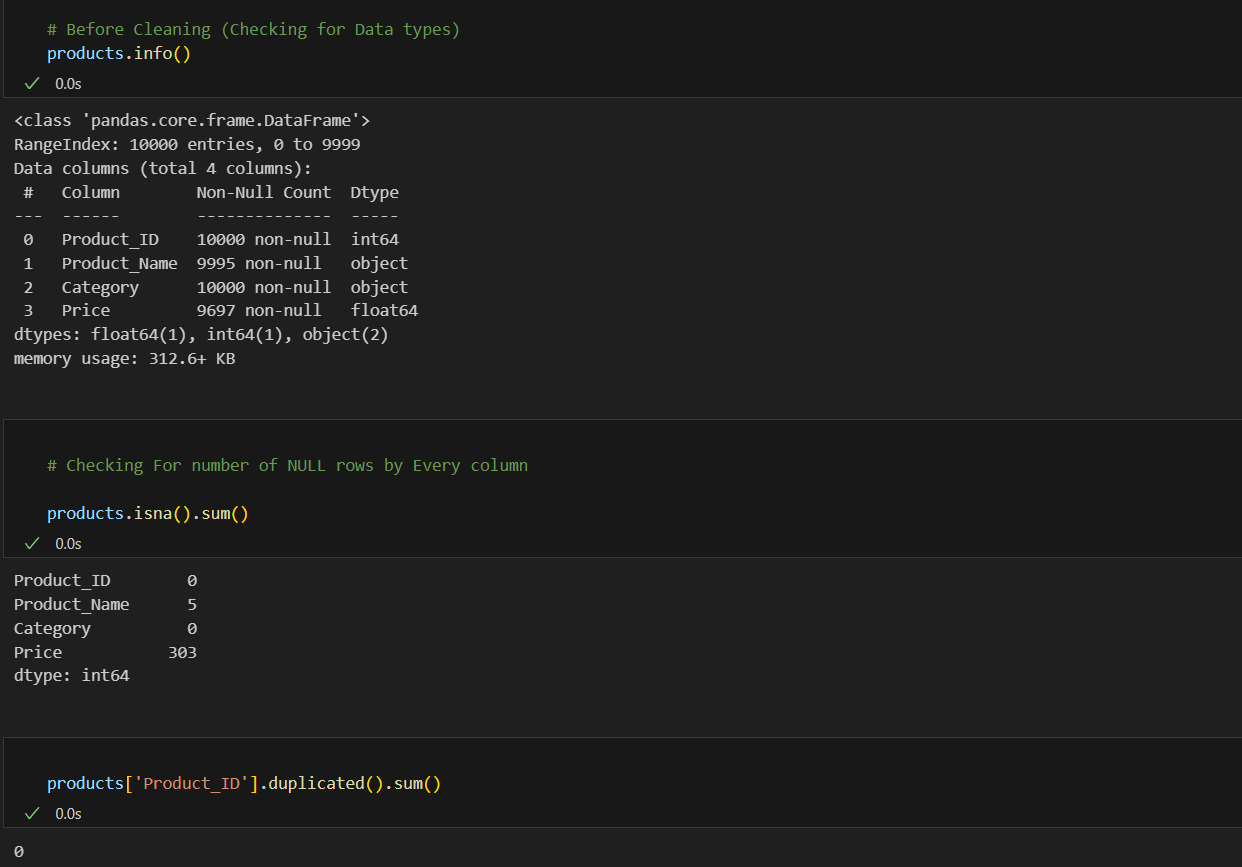 # Before Cleaning (Checking for Data types)
products.info()
0.0s
<class 'pandas.core.frame.DataFrame'>
RangeIndex: 10000 entries, 0 to 9999
Data columns (total 4 columns):
 #   Column        Non-Null Count  Dtype
---  ------        --------------  -----
 0   Product_ID    10000 non-null  int64
 1   Product_Name  9995 non-null   object
 2   Category      10000 non-null  object
 3   Price         9697 non-null   float64
dtypes: float64(1), int64(1), object(2)
memory usage: 312.6+ KB
# Checking For number of NULL rows by Every column
products.isna().sum()
0.0s
Product_ID        0
Product_Name      5
Category          0
Price           303
dtype: int64
products['Product_ID'].duplicated().sum()
0.0s
0